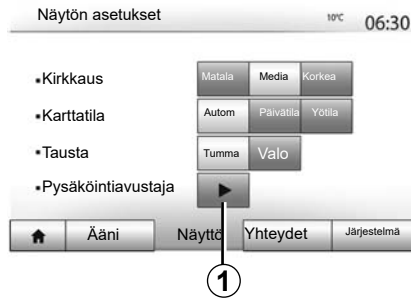 Näytön asetukset 10°C 06:30
▪Kirkkaus Matala Media Korkea
▪Karttatila Autom Päivätila Yötila
▪Tausta Tumma Valo
▪Pysäköintiavustaja
Ääni Näyttö Yhteydet Järjestelmä
1